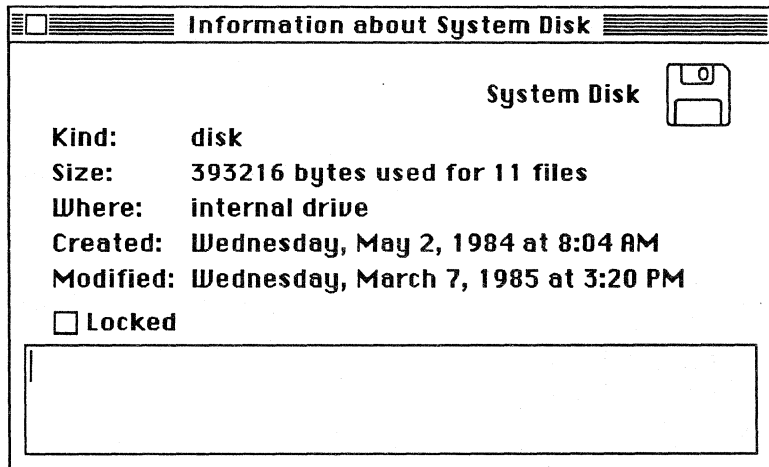 Information about System Disk
System Disk
Kind: disk
Size: 393216 bytes used for 11 files
Where: internal drive
Created: Wednesday, May 2, 1984 at 8:04 AM
Modified: Wednesday, March 7, 1985 at 3:20 PM
Locked